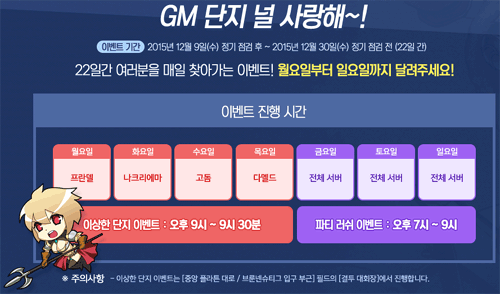 GM 단지 널 사랑해~!
이벤트 기간 2015년 12월 9일(수) 정기 점검 후 ~ 2015년 12월 30일(수) 정기 점검 전 (22일 간)
22일간 여러분을 매일 찾아가는 이벤트! 월요일부터 일요일까지 달려주세요!
이벤트 진행 시간
월요일 화요일 수요일 목요일 금요일 토요일 일요일
프란델 나크리에마 고돔 다엘드 전체 서버 전체 서버 전체 서버
이상한 단지 이벤트 : 오후 9시 ~ 9시 30분 파티 러쉬 이벤트 : 오후 7시 ~ 9시
※ 주의사항 - 이상한 단지 이벤트는 [중앙 플라톤 대로 / 브룬넨슈티그 입구 부근] 필드의 [결투 대회장]에서 진행합니다.